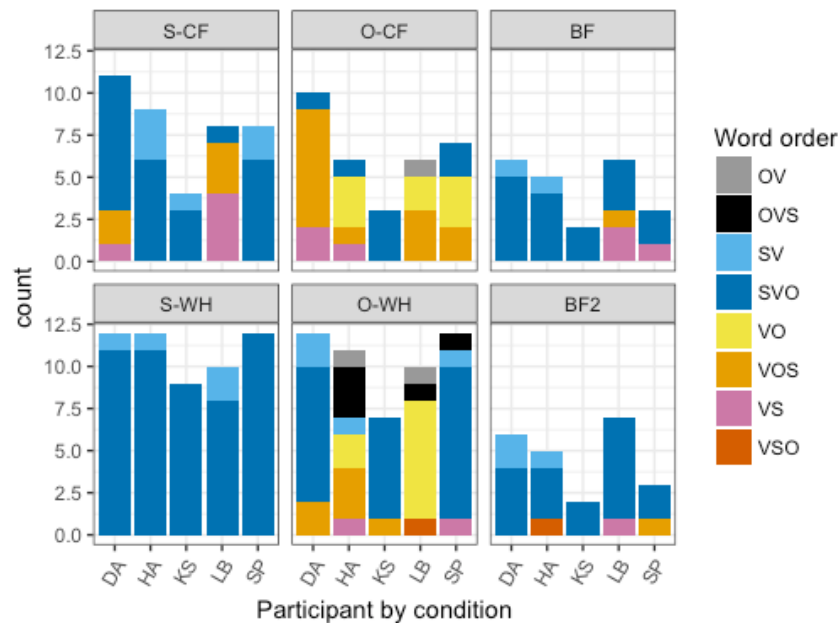 S-CF O-CF BF
12.5
10.0
7.5
5.0
2.5
0.0
S-WH O-WH BF2
12.5
10.0
7.5
5.0
2.5
0.0
count
DA HA KS LB SP DA HA KS LB SP DA HA KS LB SP
Participant by condition
Word order
OV
OVS
SV
SVO
VO
VOS
VS
VSO